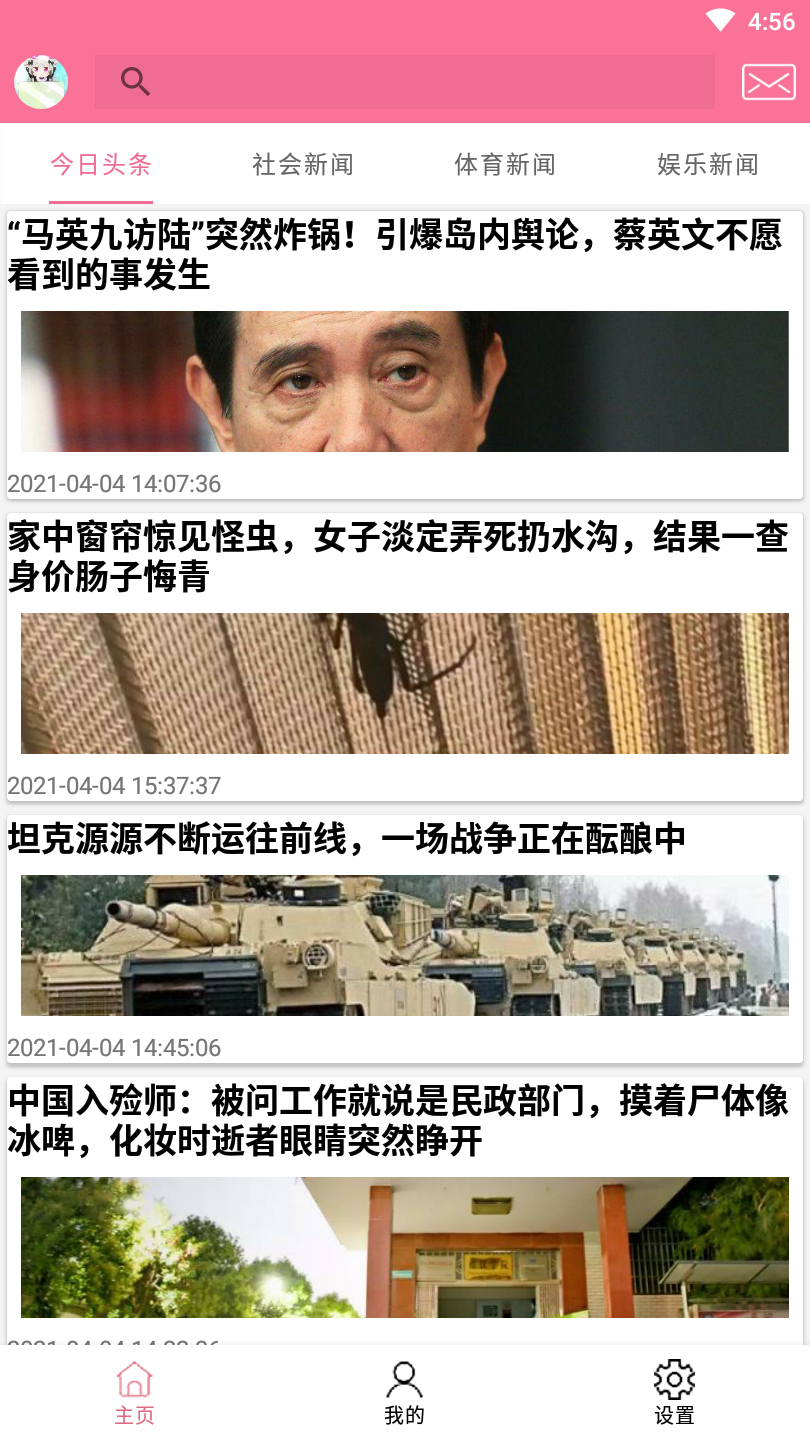 4:56
今日头条 社会新闻 体育新闻 娱乐新闻
“马英九访陆”突然炸锅！引爆岛内舆论，蔡英文不愿
看到的事发生
2021-04-04 14:07:36
家中窗帘惊见怪虫，女子淡定弄死扔水沟，结果一查
身价肠子悔青
2021-04-04 15:37:37
坦克源源不断运往前线，一场战争正在酝酿中
2021-04-04 14:45:06
中国入殓师：被问工作就说是民政部门，摸着尸体像
冰啤，化妆时逝者眼睛突然睁开
主页 我的 设置